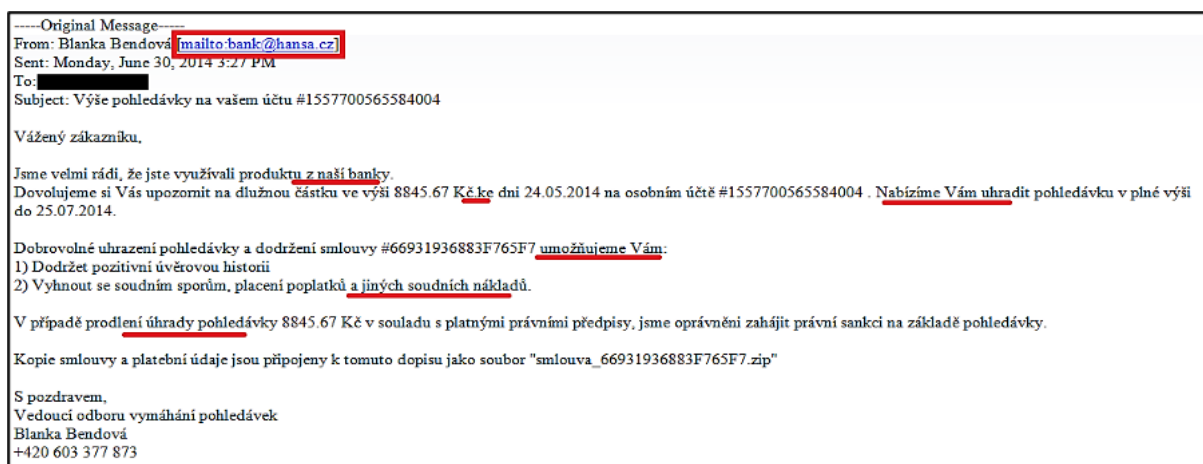 -----Original Message-----
From: Blanka Bendová [mailto:bank@hansa.cz]
Sent: Monday, June 30, 2014 3:27 PM
To:
Subject: Výše pohledávky na vašem účtu #1557700565584004
Vážený zákazníku,
Jsme velmi rádi, že jste využívali produktu z naší banky.
Dovolujeme si Vás upozornit na dlužnou částku ve výši 8845.67 Kč.ke dni 24.05.2014 na osobním účtě #1557700565584004 . Nabízíme Vám uhradit pohledávku v plné výši
do 25.07.2014.
Dobrovolné uhrazení pohledávky a dodržení smlouvy #66931936883F765F7 umožňujeme Vám:
1) Dodržet pozitivní úvěrovou historii
2) Vyhnout se soudním sporům, placení poplatků a jiných soudních nákladů.
V případě prodlení úhrady pohledávky 8845.67 Kč v souladu s platnými právními předpisy, jsme oprávněni zahájit právní sankci na základě pohledávky.
Kopie smlouvy a platební údaje jsou připojeny k tomuto dopisu jako soubor "smlouva_66931936883F765F7.zip"
S pozdravem,
Vedoucí odboru vymáhání pohledávek
Blanka Bendová
+420 603 377 873